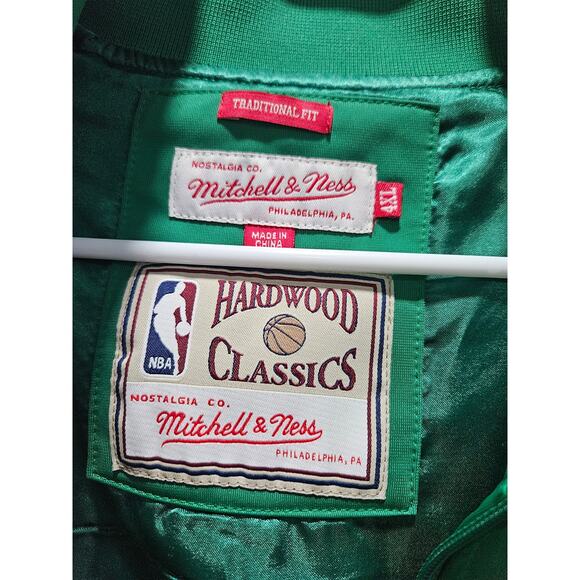 TRADITIONAL FIT
NOSTALGIA CO.
Mitchell & Ness
PHILADELPHIA, PA.
4XL
MADE IN
CHINA
NBA
HARDWOOD
CLASSICS
NOSTALGIA CO.
Mitchell & Ness
PHILADELPHIA, PA